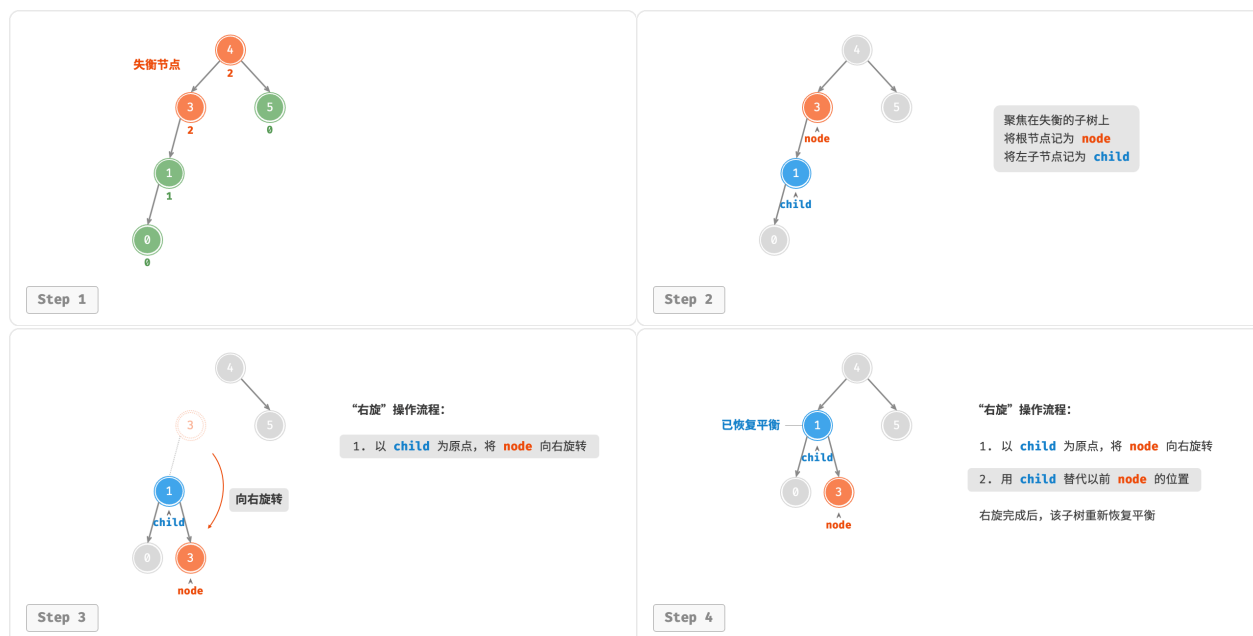 4
失衡节点
2
3
5
2
0
1
1
0
0
Step 1
4
3
5
node
1
child
0
聚焦在失衡的子树上
将根节点记为 node
将左子节点记为 child
Step 2
4
3
5
1
向右旋转
child
0
3
node
“右旋”操作流程：
1. 以 child 为原点，将 node 向右旋转
Step 3
4
已恢复平衡
1
5
child
0
3
node
“右旋”操作流程：
1. 以 child 为原点，将 node 向右旋转
2. 用 child 替代以前 node 的位置
右旋完成后，该子树重新恢复平衡
Step 4